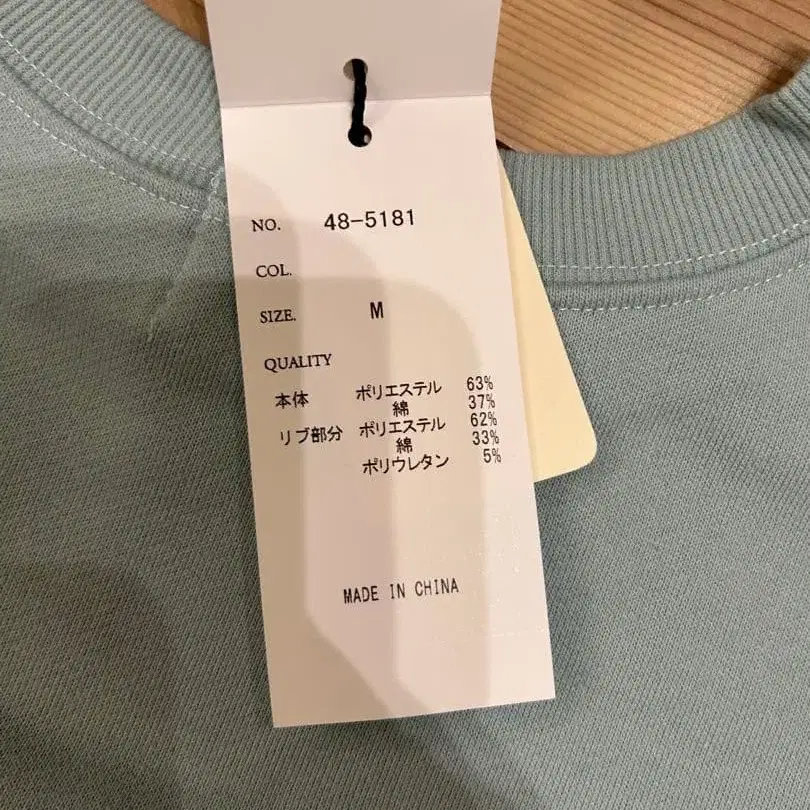 NO. 48-5181
COL.
SIZE. M
QUALITY
本体 ポリエステル 63%
綿 37%
リブ部分 ポリエステル 62%
綿 33%
ポリウレタン 5%
MADE IN CHINA